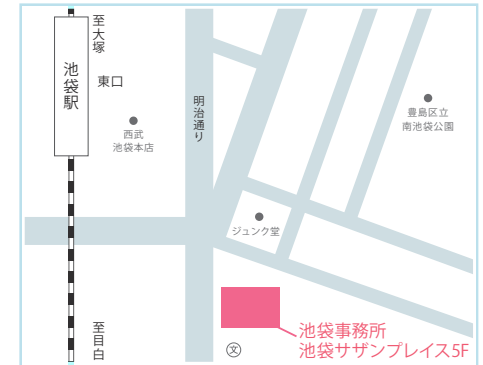 至大塚
池袋駅
東口
西武
池袋本店
明治通り
豊島区立
南池袋公園
ジュンク堂
池袋事務所
池袋サザンプレイス5F
至目白
文